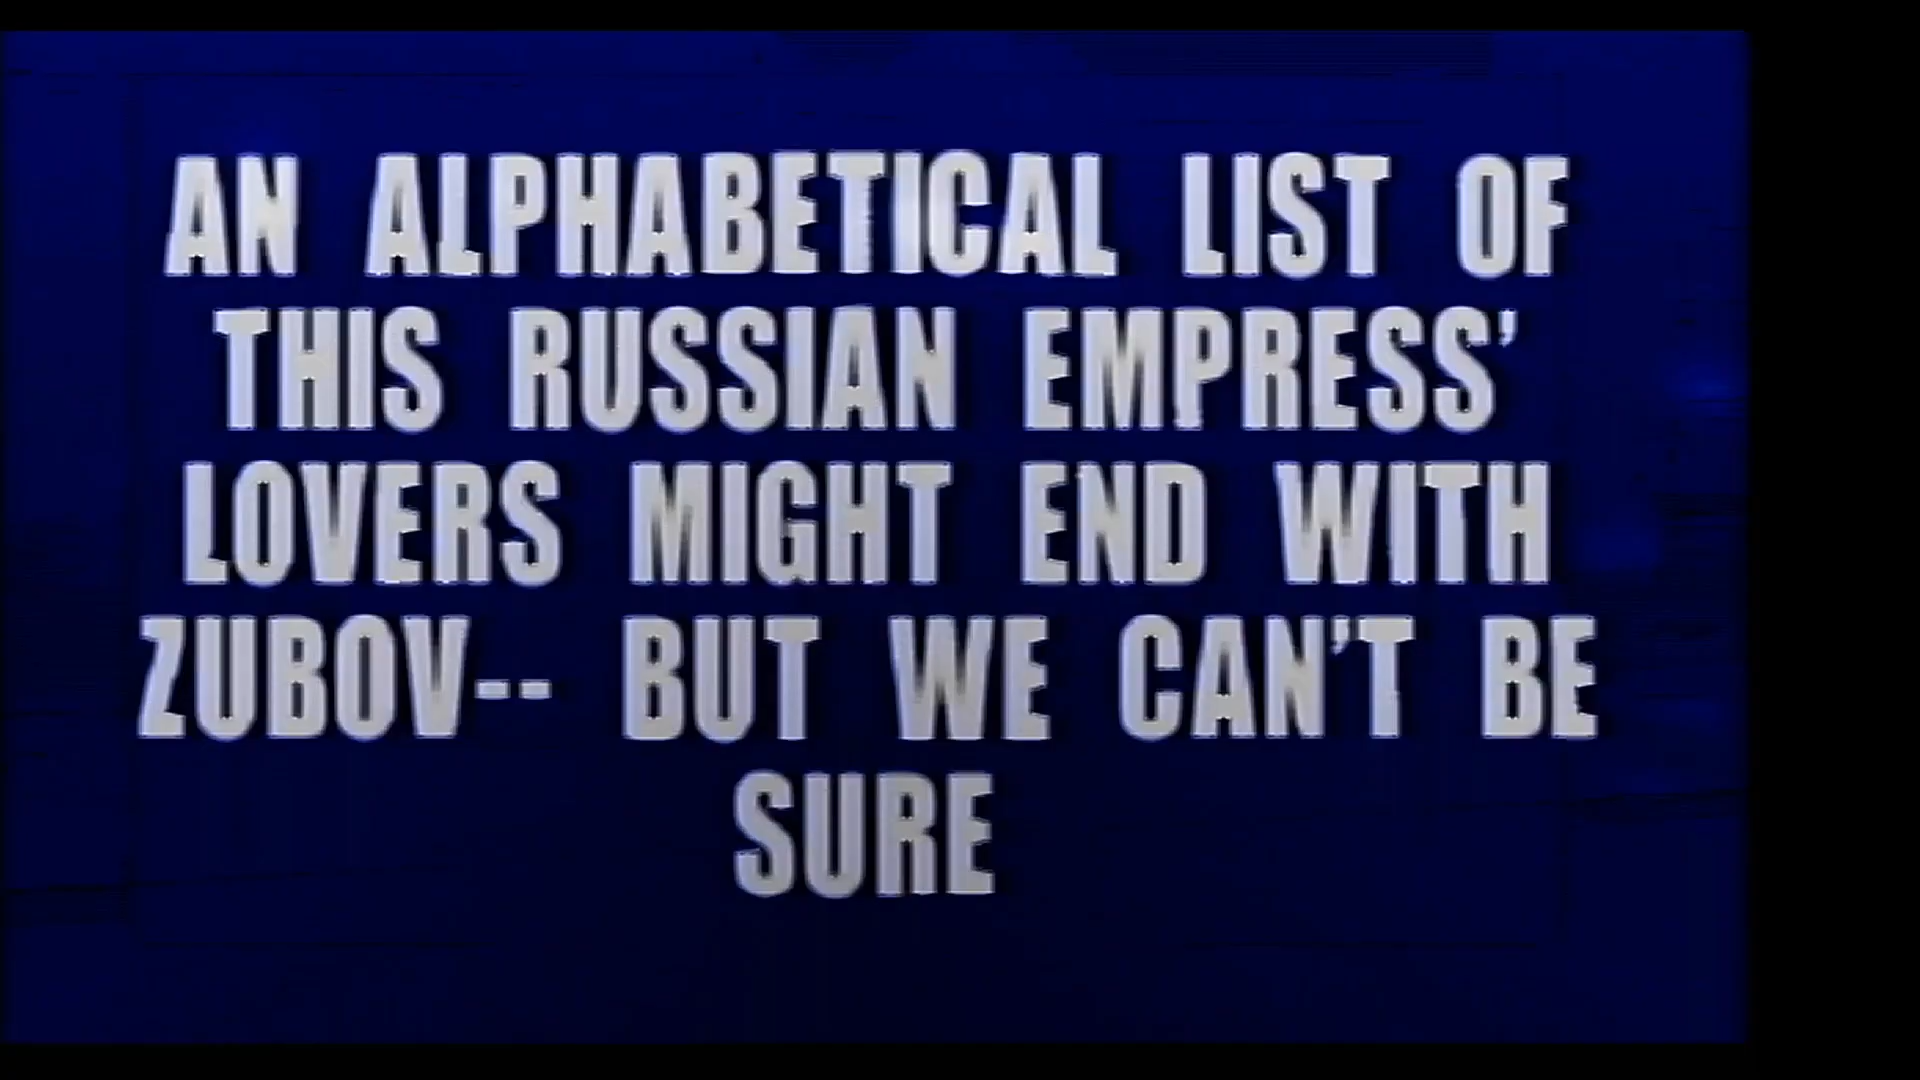 AN ALPHABETICAL LIST OF
THIS RUSSIAN EMPRESS'
LOVERS MIGHT END WITH
ZUBOV-- BUT WE CAN'T BE
SURE